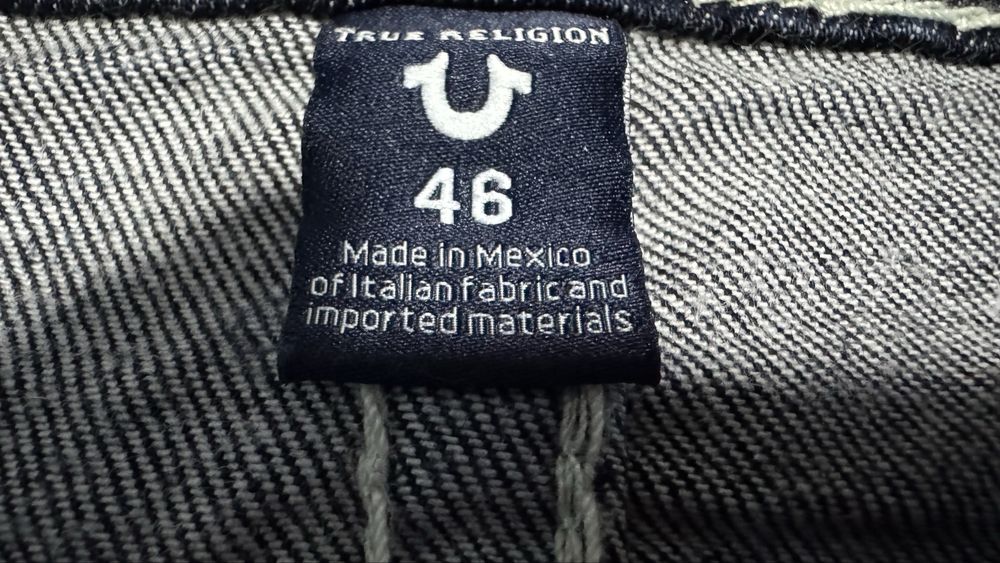 TRUE RELIGION
46
Made in Mexico
of Italian fabric and
imported materials